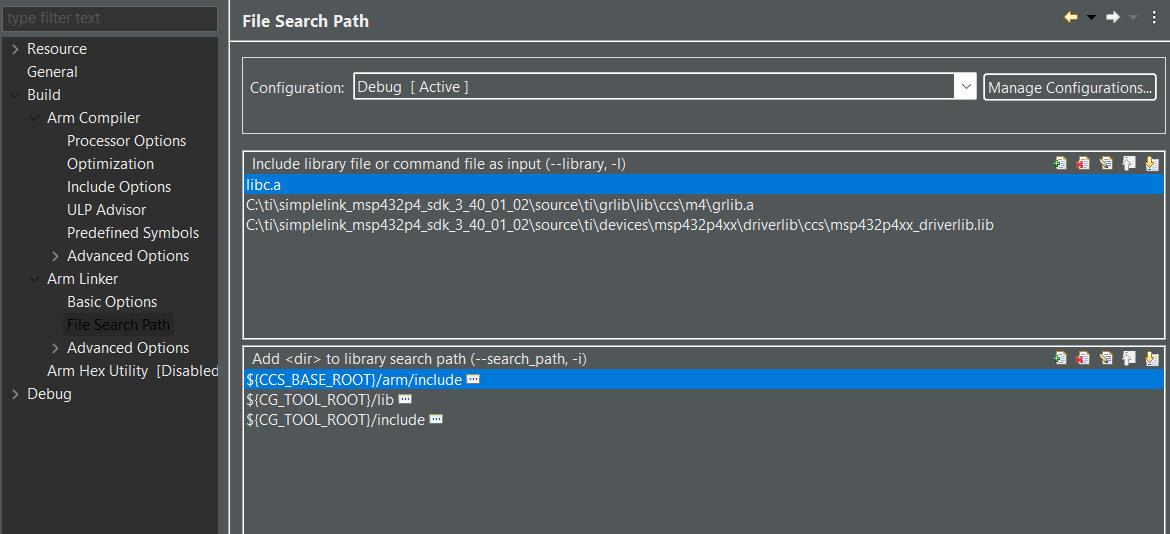 type filter text
Resource
General
Build
Arm Compiler
Processor Options
Optimization
Include Options
ULP Advisor
Predefined Symbols
Advanced Options
Arm Linker
Basic Options
File Search Path
Advanced Options
Arm Hex Utility [Disabled
Debug
File Search Path
Configuration: Debug [ Active ] Manage Configurations...
Include library file or command file as input (--library, -l)
libc.a
C:\ti\simplelink_msp432p4_sdk_3_40_01_02\source\ti\grlib\lib\ccs\m4\grlib.a
C:\ti\simplelink_msp432p4_sdk_3_40_01_02\source\ti\devices\msp432p4xx\driverlib\ccs\msp432p4xx_driverlib.lib
Add <dir> to library search path (--search_path, -i)
${CCS_BASE_ROOT}/arm/include
${CG_TOOL_ROOT}/lib
${CG_TOOL_ROOT}/include